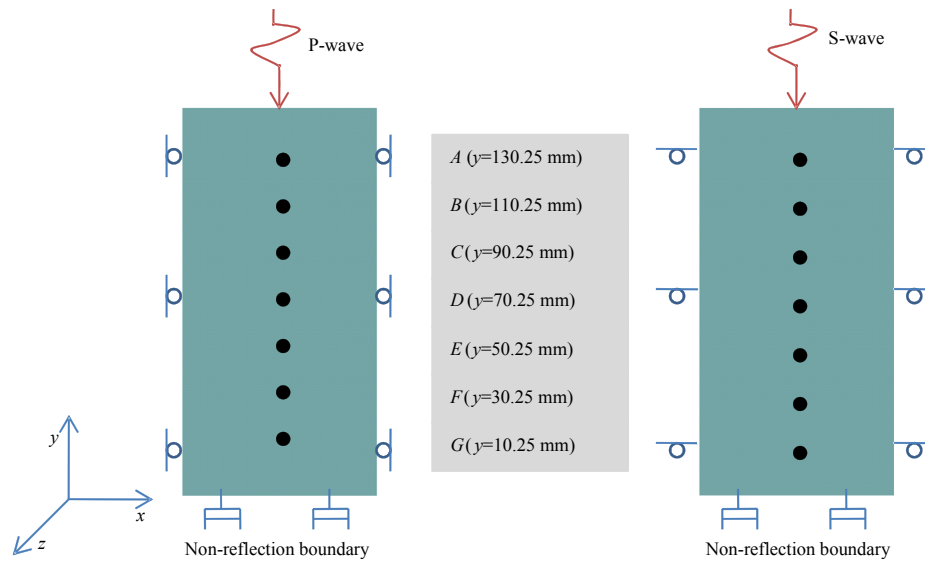 P-wave
S-wave
A (y=130.25 mm)
B (y=110.25 mm)
C (y=90.25 mm)
D (y=70.25 mm)
E (y=50.25 mm)
F (y=30.25 mm)
G (y=10.25 mm)
y
x
z
Non-reflection boundary
Non-reflection boundary